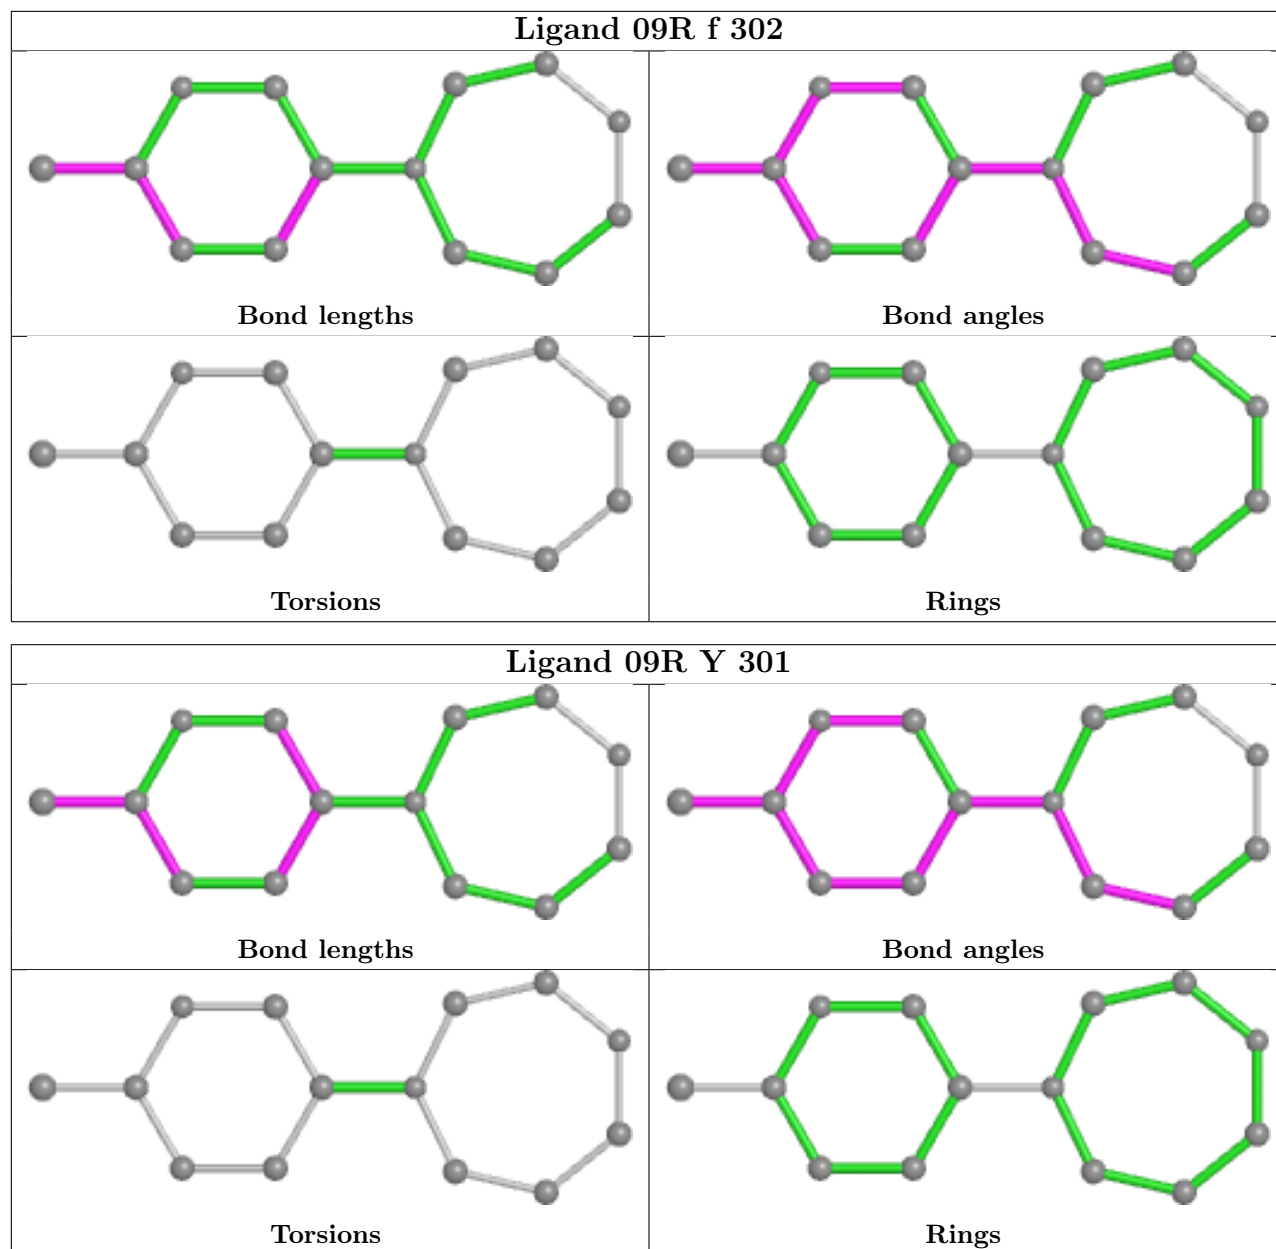 Ligand 09R f 302
Bond lengths
Bond angles
Torsions
Rings
Ligand 09R Y 301
Bond lengths
Bond angles
Torsions
Rings